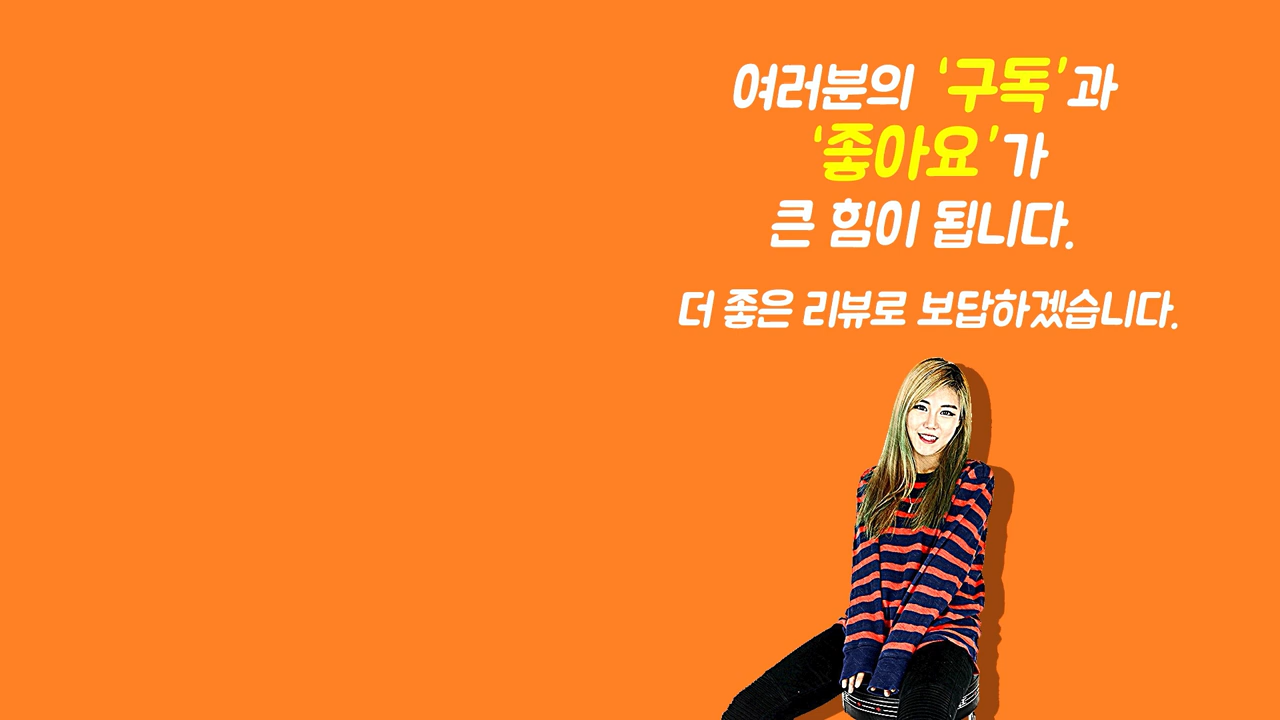 여러분의 ‘구독’과
‘좋아요’가
큰 힘이 됩니다.
더 좋은 리뷰로 보답하겠습니다.